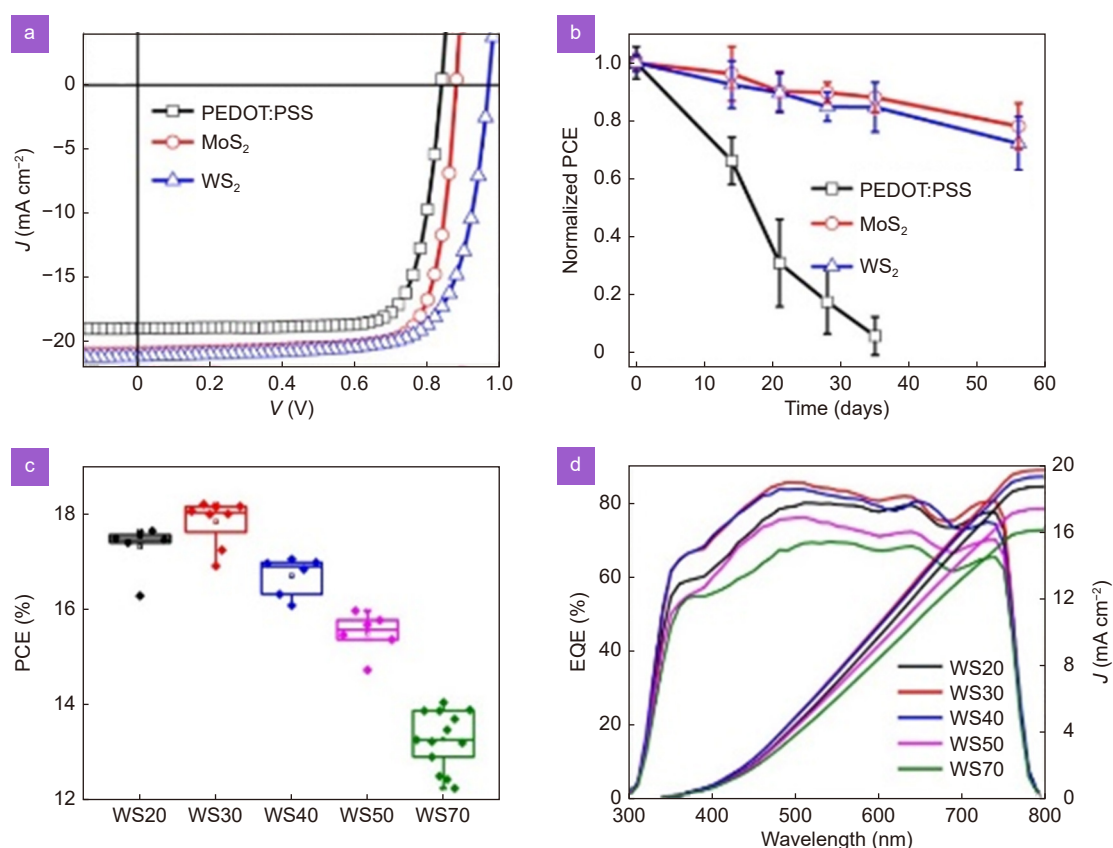 a
J (mA cm⁻²)
0
−5
−10
−15
−20
PEDOT:PSS
MoS₂
WS₂
0
0.2
0.4
0.6
0.8
1.0
V (V)
b
Normalized PCE
1.0
0.8
0.6
0.4
0.2
0
PEDOT:PSS
MoS₂
WS₂
0
10
20
30
40
50
60
Time (days)
c
PCE (%)
18
16
14
12
WS20
WS30
WS40
WS50
WS70
d
EQE (%)
80
60
40
20
0
WS20
WS30
WS40
WS50
WS70
20
16
12
8
4
0
J (mA cm⁻²)
300
400
500
600
700
800
Wavelength (nm)